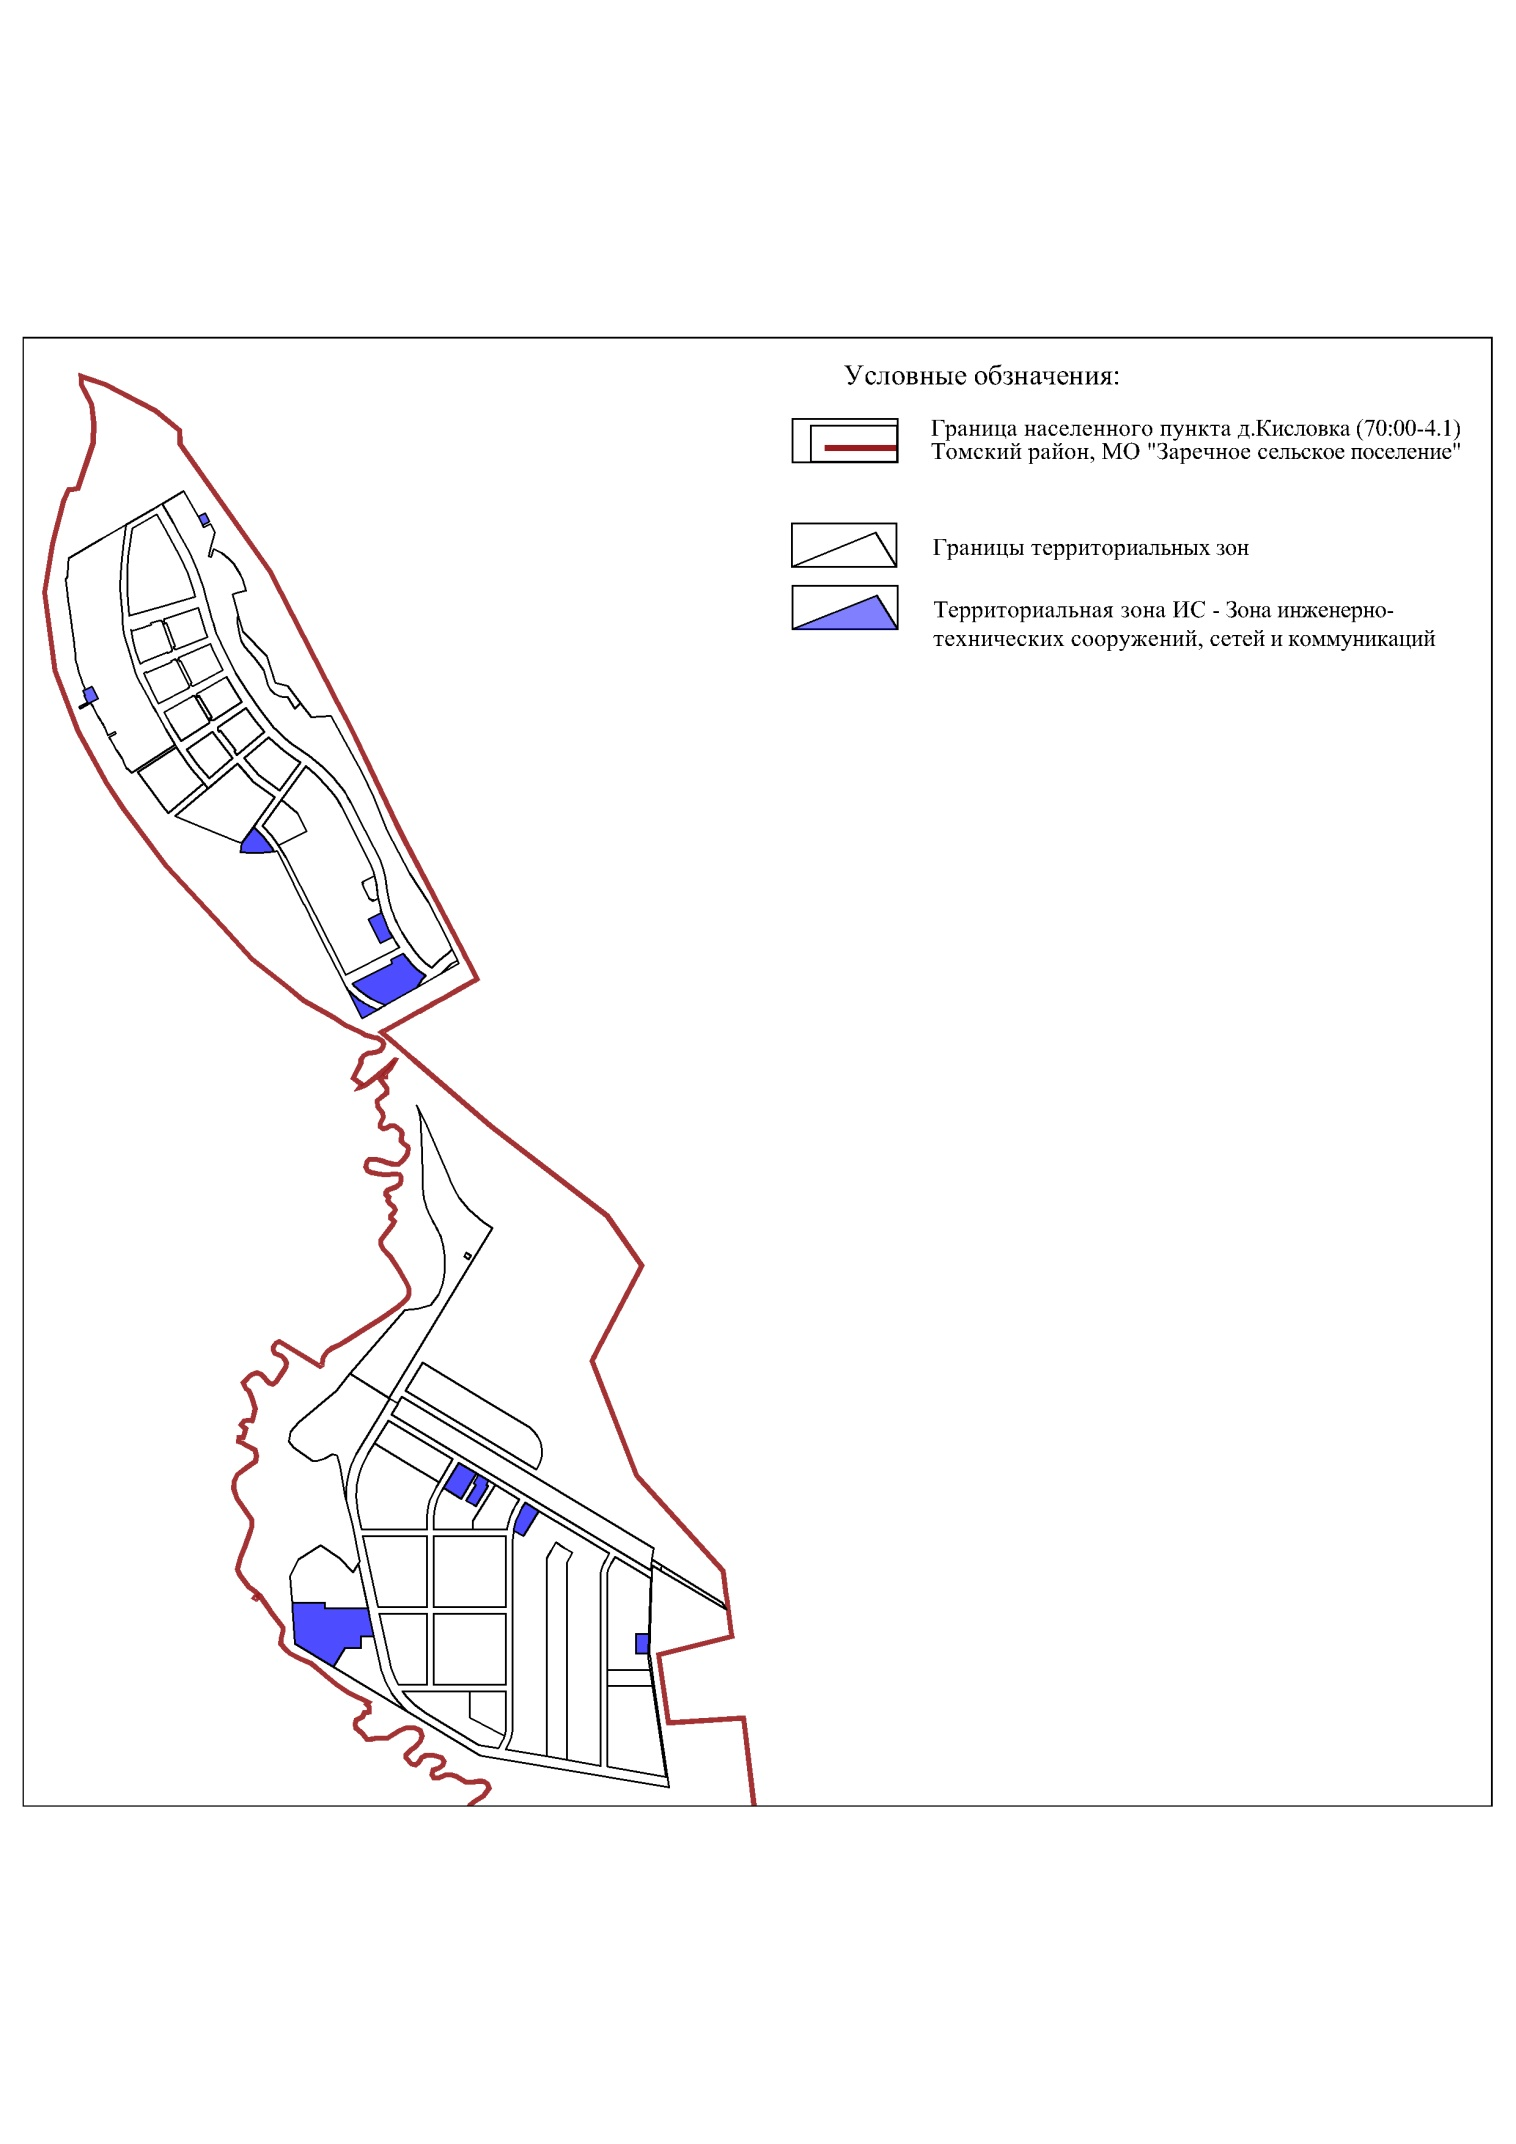 Условные обзначения:
Граница населенного пункта д.Кисловка (70:00-4.1)
Томский район, МО "Заречное сельское поселение"
Границы территориальных зон
Территориальная зона ИС - Зона инженерно-
технических сооружений, сетей и коммуникаций